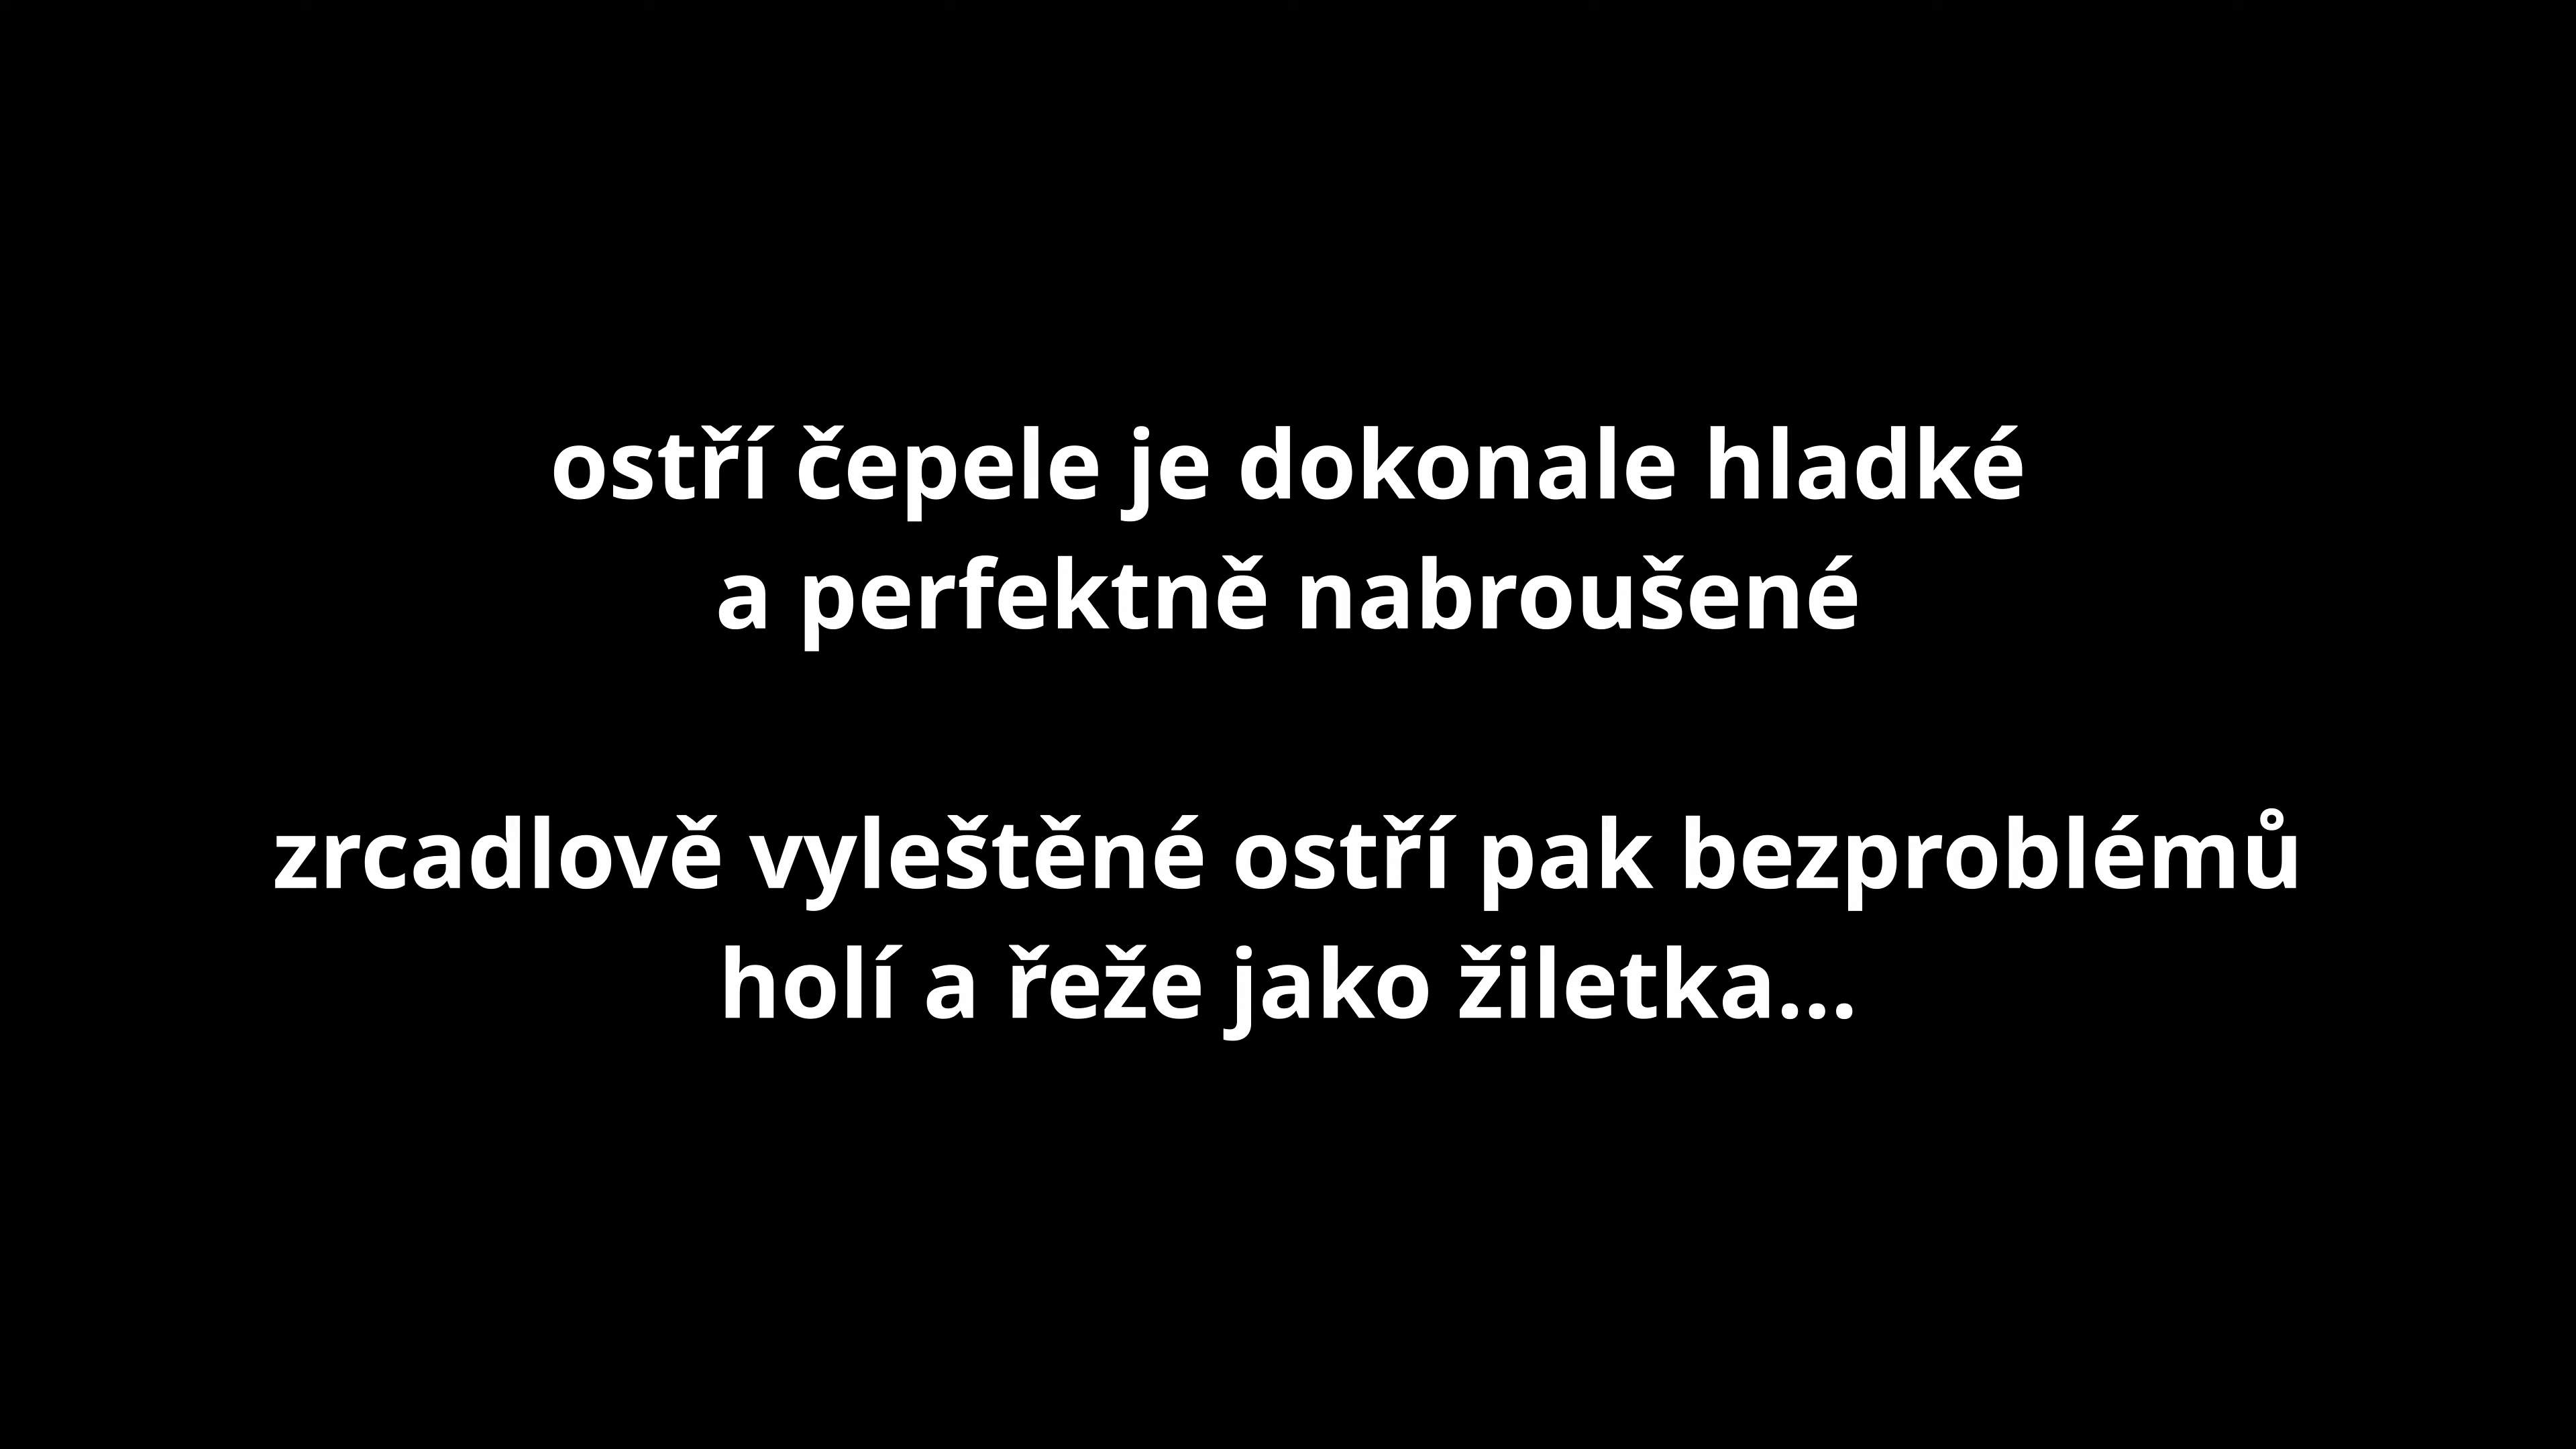 ostří čepele je dokonale hladké
a perfektně nabroušené
zrcadlově vyleštěné ostří pak bezproblémů
holí a řeže jako žiletka...